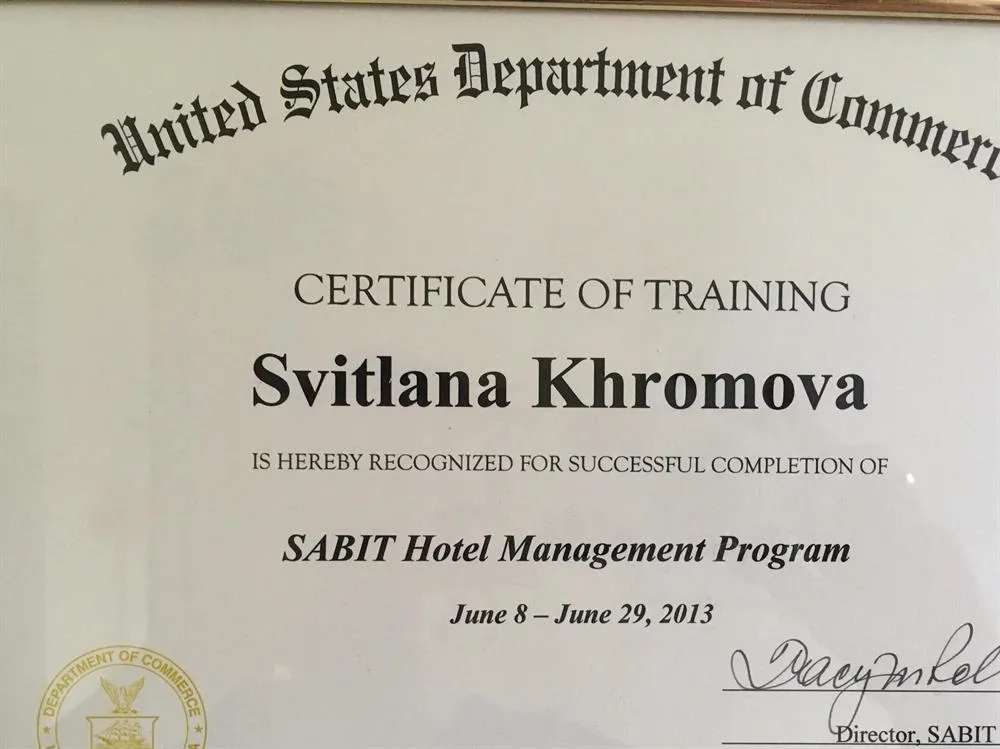 United States Department of Commerc
CERTIFICATE OF TRAINING
Svitlana Khromova
IS HEREBY RECOGNIZED FOR SUCCESSFUL COMPLETION OF
SABIT Hotel Management Program
June 8 – June 29, 2013
DEPARTMENT OF COMMERCE
Director, SABIT